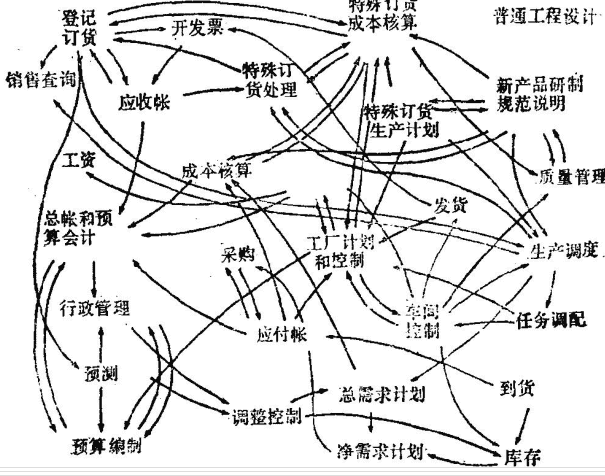 登记
订货
开发票
特殊订货
成本核算
普通工程设计
销售查询
应收帐
特殊订
货处理
新产品研制
规范说明
特殊订货
生产计划
工资
成本核算
质量管理
发货
总帐和预
算会计
采购
工厂计划
和控制
生产调度
行政管理
应付帐
车间
控制
任务调配
预测
总需求计划
到货
调整控制
预算编制
净需求计划
库存